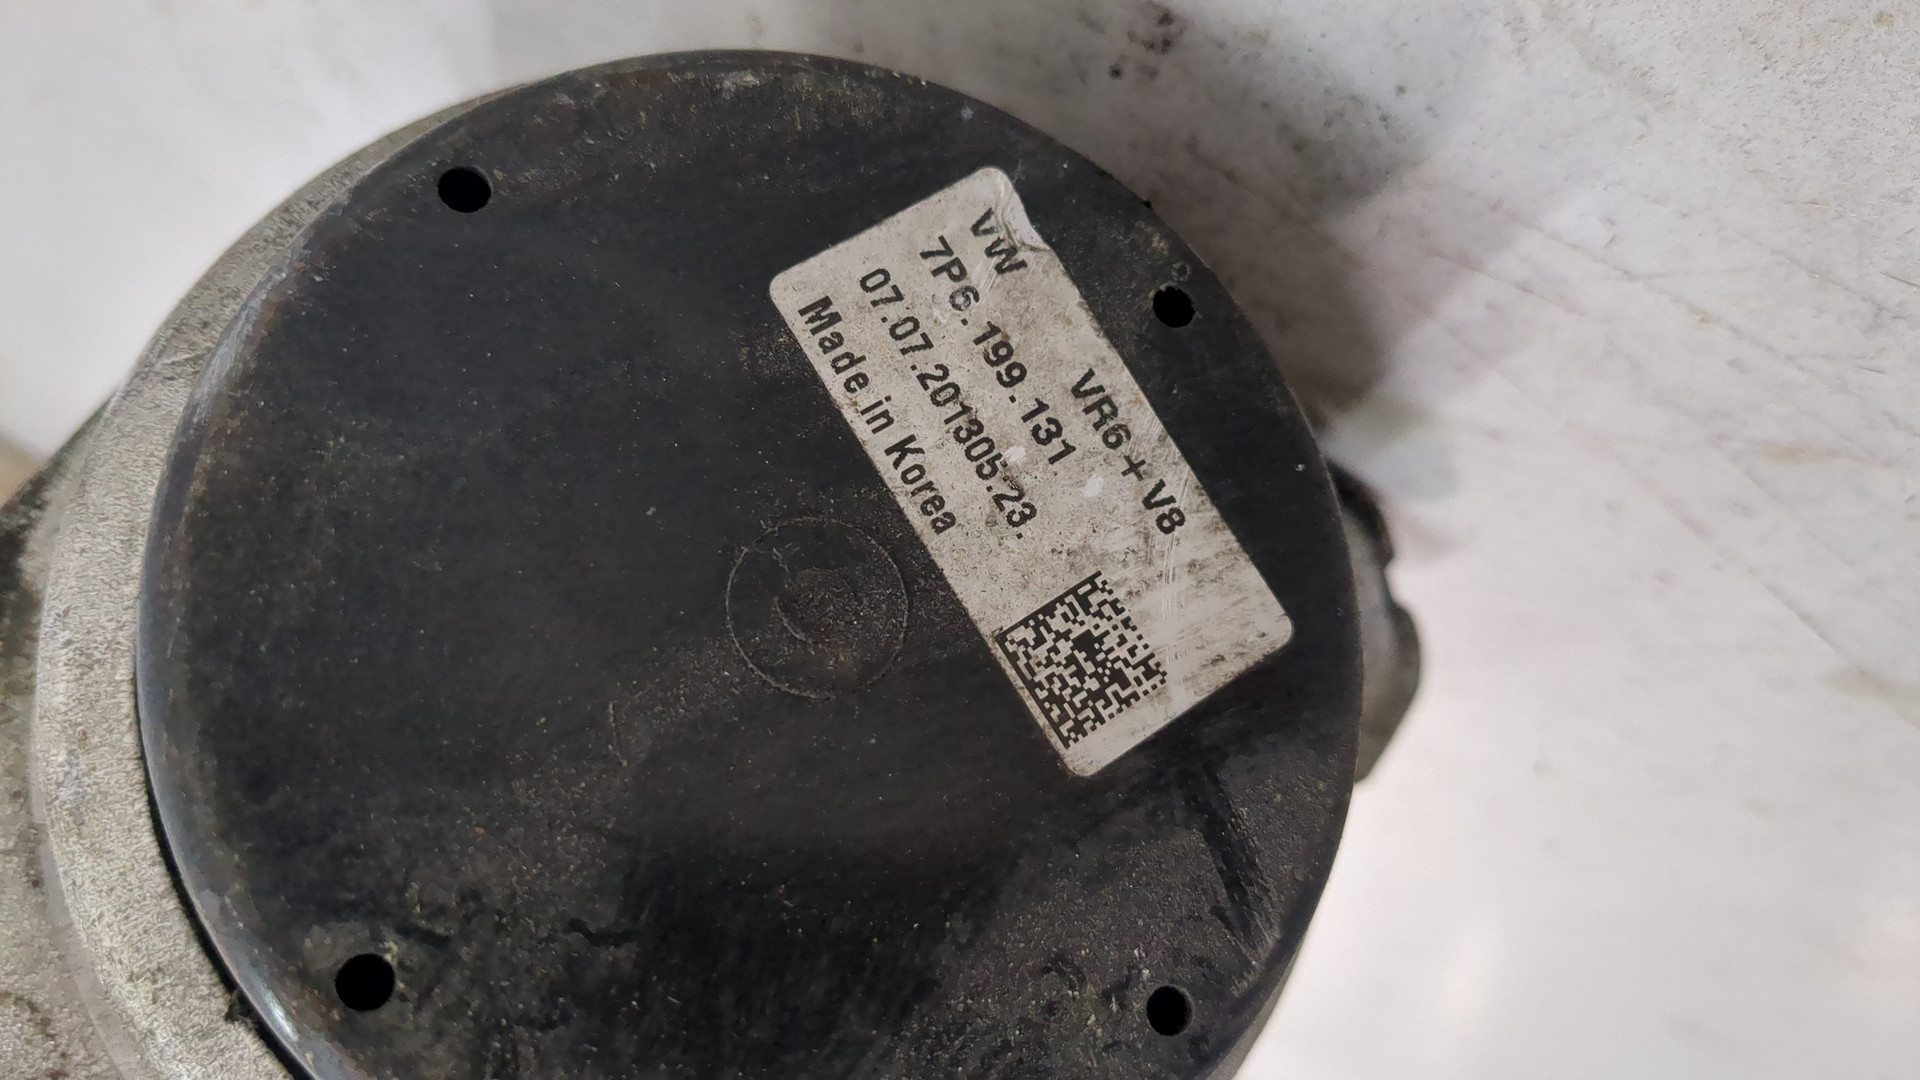 VW VR6 + V8
7P6.199.131
07.07.201305.23.
Made in Korea